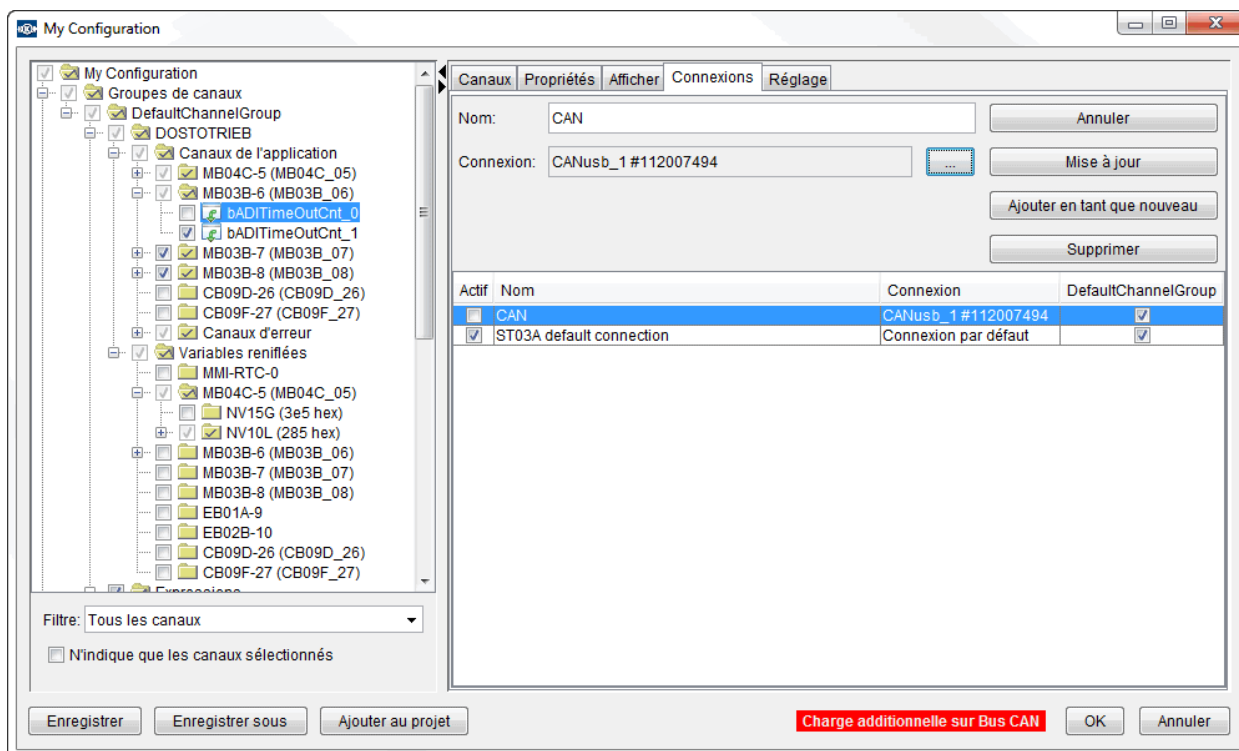 My Configuration
My Configuration
Groupes de canaux
DefaultChannelGroup
DOSTOTRIEB
Canaux de l'application
MB04C-5 (MB04C_05)
MB03B-6 (MB03B_06)
bADITimeOutCnt_0
bADITimeOutCnt_1
MB03B-7 (MB03B_07)
MB03B-8 (MB03B_08)
CB09D-26 (CB09D_26)
CB09F-27 (CB09F_27)
Canaux d'erreur
Variables reniflées
MMI-RTC-0
MB04C-5 (MB04C_05)
NV15G (3e5 hex)
NV10L (285 hex)
MB03B-6 (MB03B_06)
MB03B-7 (MB03B_07)
MB03B-8 (MB03B_08)
EB01A-9
EB02B-10
CB09D-26 (CB09D_26)
CB09F-27 (CB09F_27)
Expressions
Filtre: Tous les canaux
N'indique que les canaux sélectionnés
Canaux Propriétés Afficher Connexions Réglage
Nom: CAN Annuler
Connexion: CANusb_1 #112007494 ... Mise à jour
Ajouter en tant que nouveau
Supprimer
Actif Nom Connexion DefaultChannelGroup
CAN CANusb_1 #112007494
ST03A default connection Connexion par défaut
Enregistrer Enregistrer sous Ajouter au projet Charge additionnelle sur Bus CAN OK Annuler